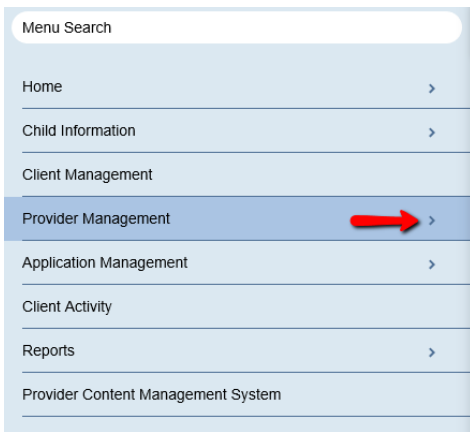 Menu Search
Home
Child Information
Client Management
Provider Management
Application Management
Client Activity
Reports
Provider Content Management System